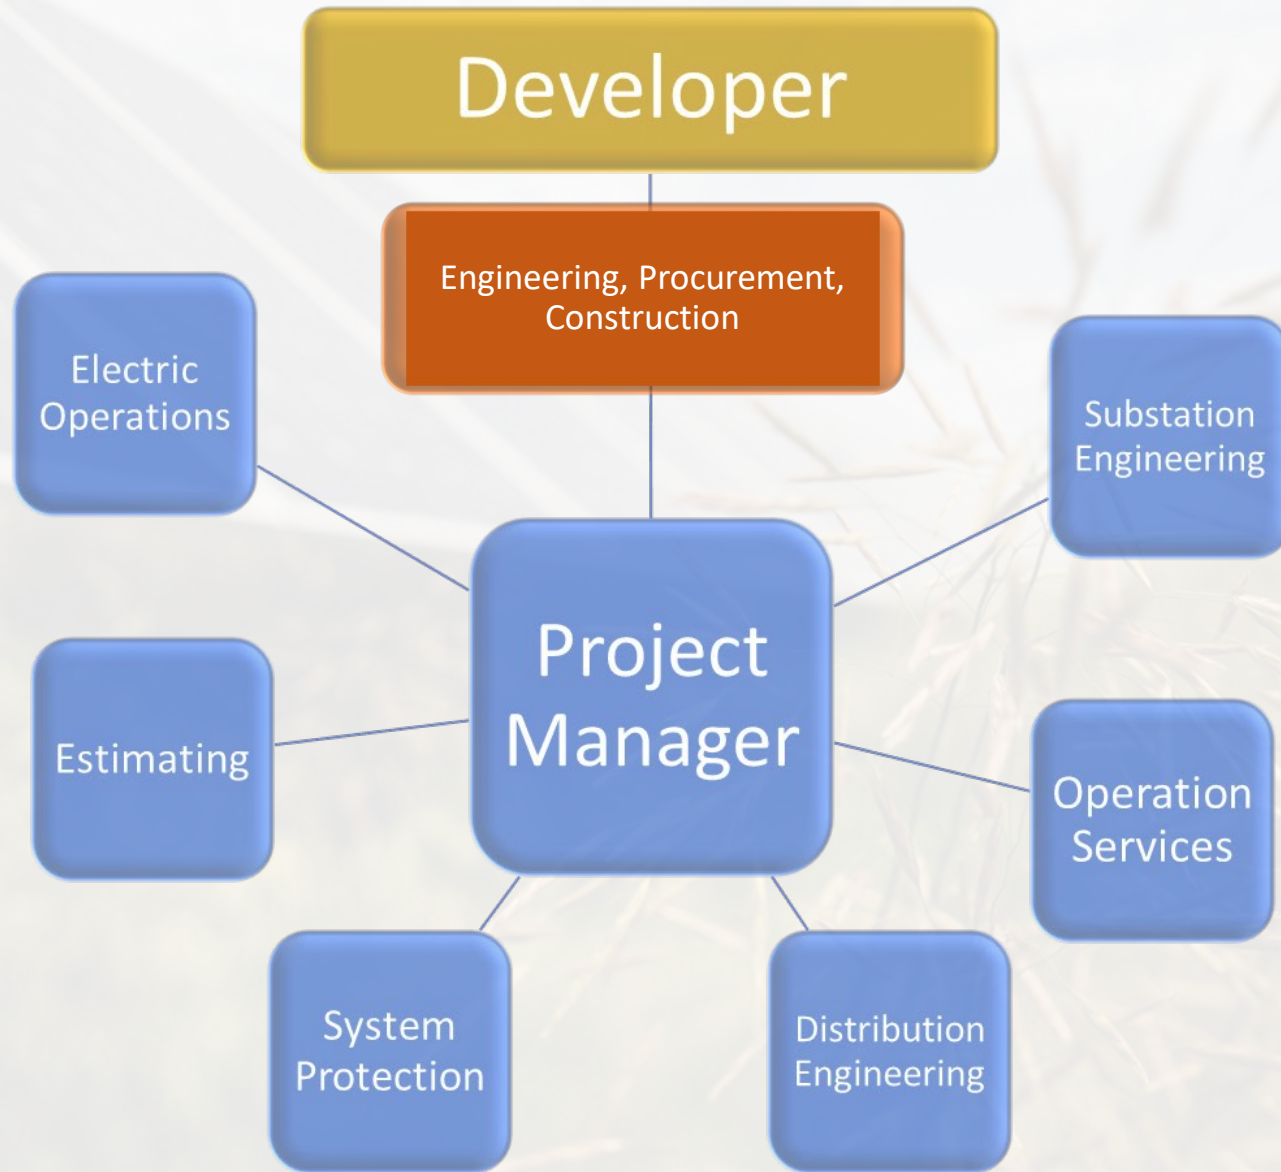 Developer
Engineering, Procurement,
Construction
Electric
Operations
Substation
Engineering
Project
Manager
Estimating
Operation
Services
System
Protection
Distribution
Engineering